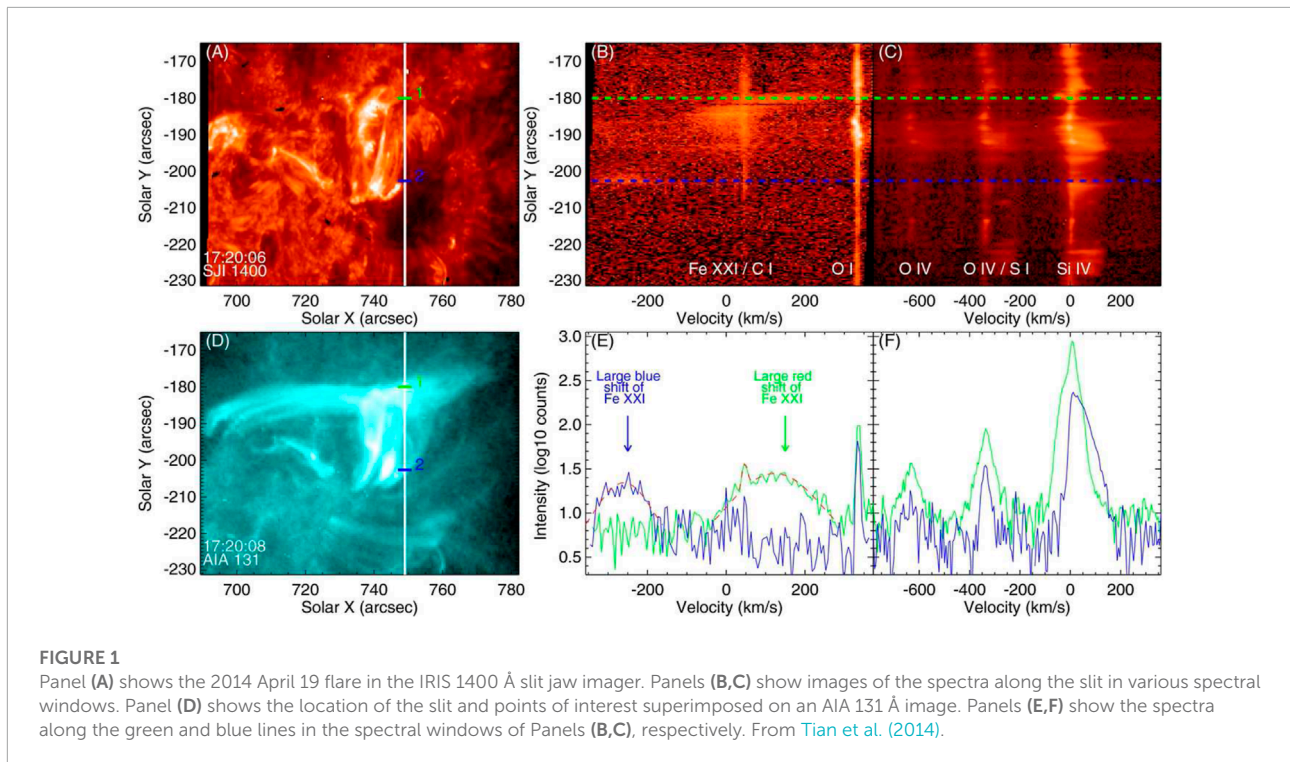 (A)
-170
-180
-190
-200
-210
-220
-230
Solar Y (arcsec)
1
2
17:20:06
SJI 1400
700
720
740
760
780
Solar X (arcsec)
(B)
-170
-180
-190
-200
-210
-220
-230
Solar Y (arcsec)
Fe XXI / C I
O I
-200
0
200
Velocity (km/s)
(C)
O IV
O IV / S I
Si IV
-600
-400
-200
0
200
Velocity (km/s)
(D)
-170
-180
-190
-200
-210
-220
-230
Solar Y (arcsec)
1
2
17:20:08
AIA 131
700
720
740
760
780
Solar X (arcsec)
(E)
3.0
2.5
2.0
1.5
1.0
0.5
Intensity (log10 counts)
Large blue
shift of
Fe XXI
Large red
shift of
Fe XXI
-200
0
200
Velocity (km/s)
(F)
-600
-400
-200
0
200
Velocity (km/s)
FIGURE 1
Panel (A) shows the 2014 April 19 flare in the IRIS 1400 Å slit jaw imager. Panels (B,C) show images of the spectra along the slit in various spectral
windows. Panel (D) shows the location of the slit and points of interest superimposed on an AIA 131 Å image. Panels (E,F) show the spectra
along the green and blue lines in the spectral windows of Panels (B,C), respectively. From Tian et al. (2014).